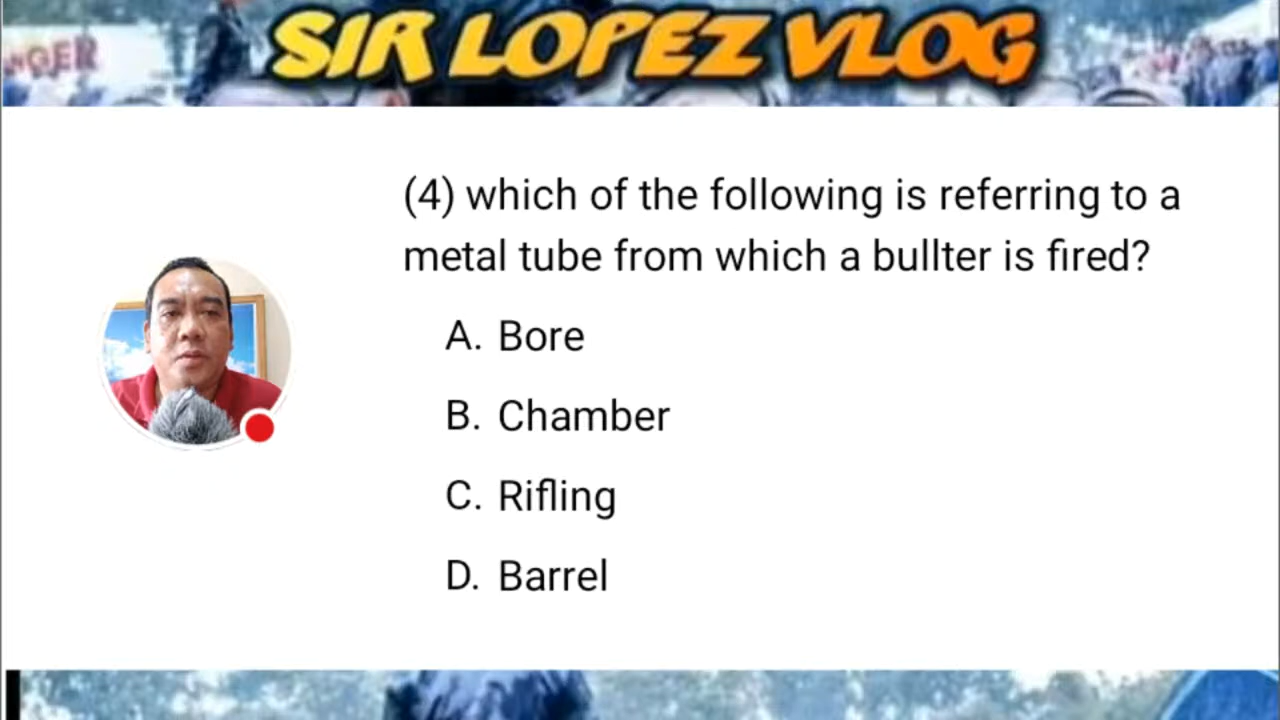 SIR LOPEZ VLOG
(4) which of the following is referring to a
metal tube from which a bullter is fired?
A. Bore
B. Chamber
C. Rifling
D. Barrel